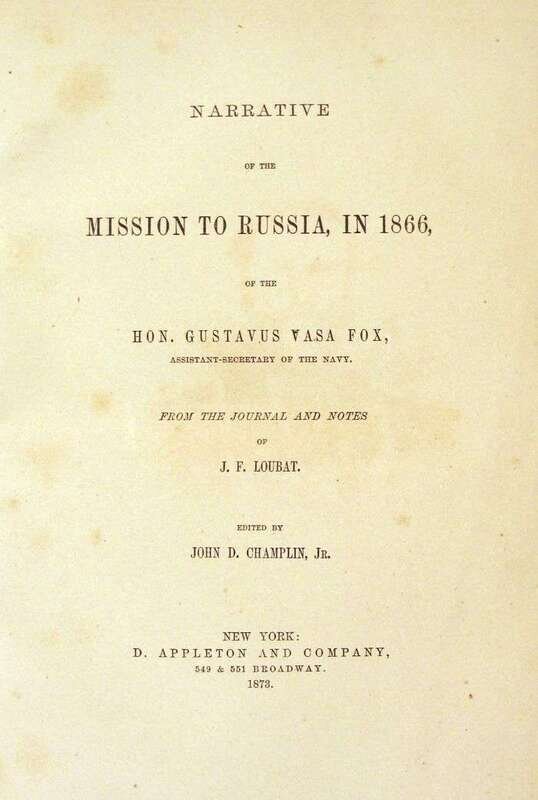 NARRATIVE
OF THE
MISSION TO RUSSIA, IN 1866,
OF THE
HON. GUSTAVUS VASA FOX,
ASSISTANT-SECRETARY OF THE NAVY.
FROM THE JOURNAL AND NOTES
OF
J. F. LOUBAT.
EDITED BY
JOHN D. CHAMPLIN, JR.
NEW YORK:
D. APPLETON AND COMPANY,
549 & 551 BROADWAY.
1873.